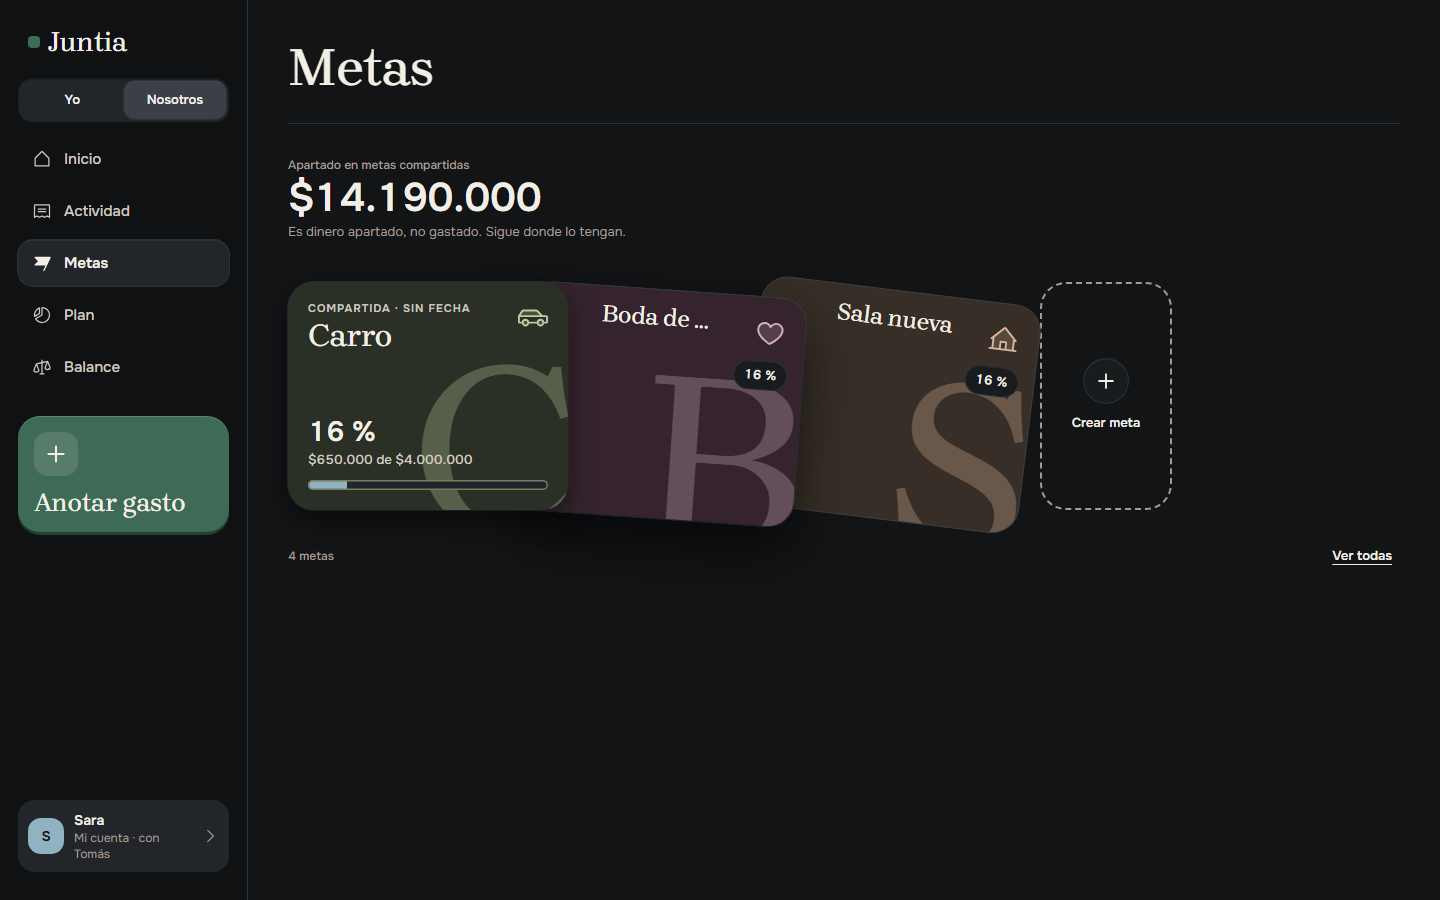 Juntia
Yo
Nosotros
Inicio
Actividad
Metas
Plan
Balance
Anotar gasto
S
Sara
Mi cuenta · con
Tomás
Metas
Apartado en metas compartidas
$14.190.000
Es dinero apartado, no gastado. Sigue donde lo tengan.
COMPARTIDA · SIN FECHA
Carro
C
16 %
$650.000 de $4.000.000
Boda de ...
16 %
B
Sala nueva
16 %
S
Crear meta
4 metas
Ver todas